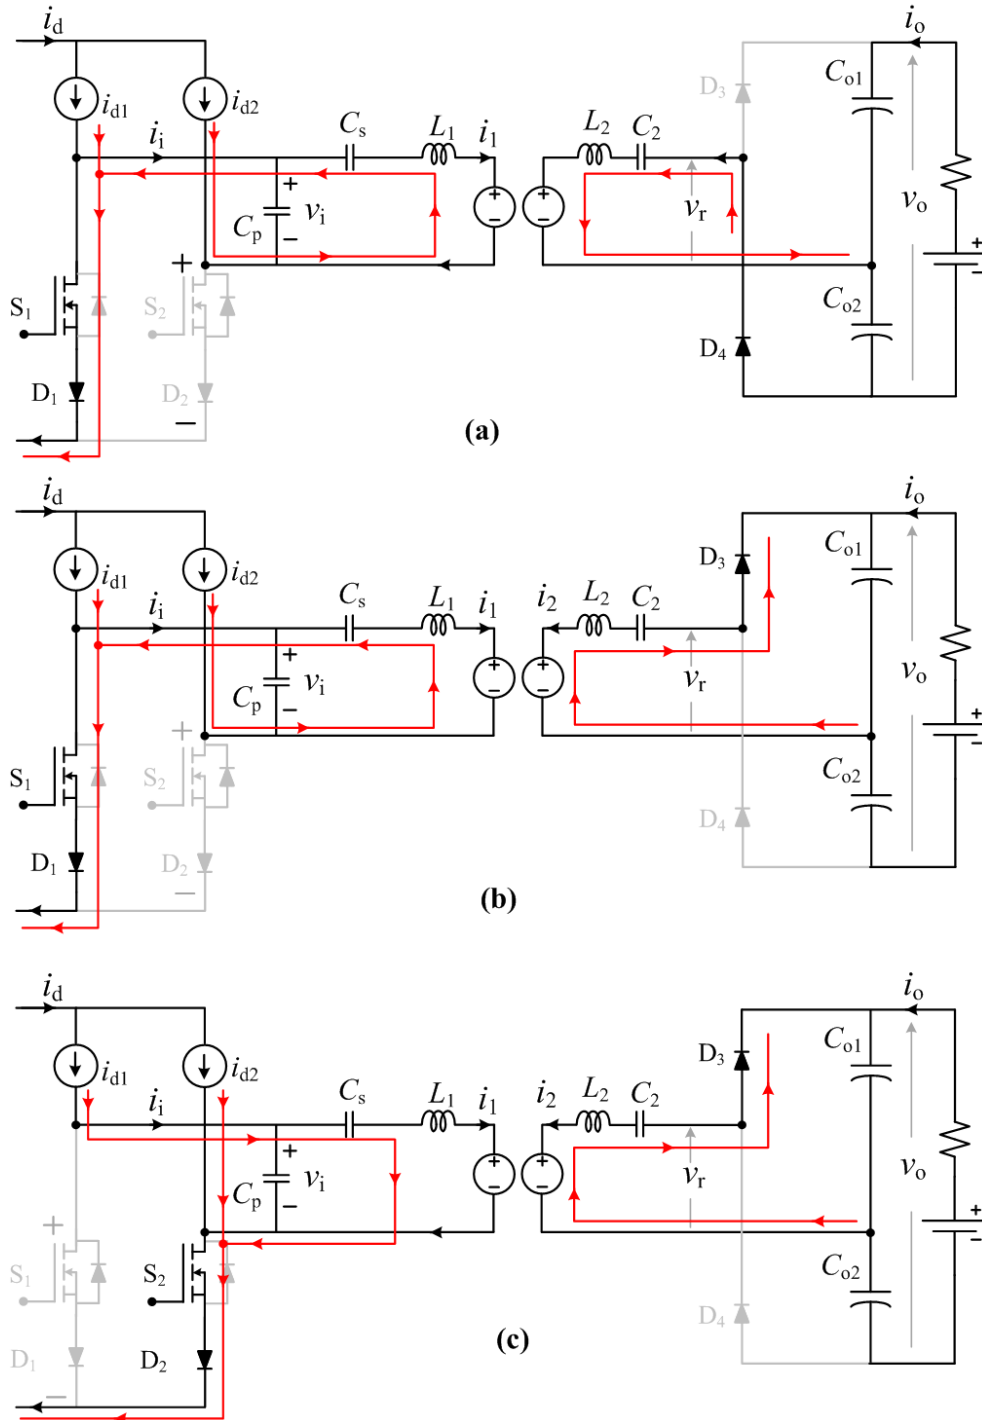 i_d i_o
C_o1
D_3
i_d1 i_d2
C_s L_1 i_1 L_2 C_2
i_i
+ v_i + − + − v_r v_o
C_p −
+ + −
S_1 S_2 C_o2
D_4
D_1 D_2
−
(a)
i_d i_o
C_o1
D_3
i_d1 i_d2
C_s L_1 i_1 i_2 L_2 C_2
i_i
+ v_i + − + − v_r v_o
C_p −
+ + −
S_1 S_2 C_o2
D_4
D_1 D_2
−
(b)
i_d i_o
C_o1
D_3
i_d1 i_d2
C_s L_1 i_1 i_2 L_2 C_2
i_i
+ v_i + − + − v_r v_o
C_p −
+ + −
S_1 S_2 C_o2
D_4
D_1 D_2
−
(c)